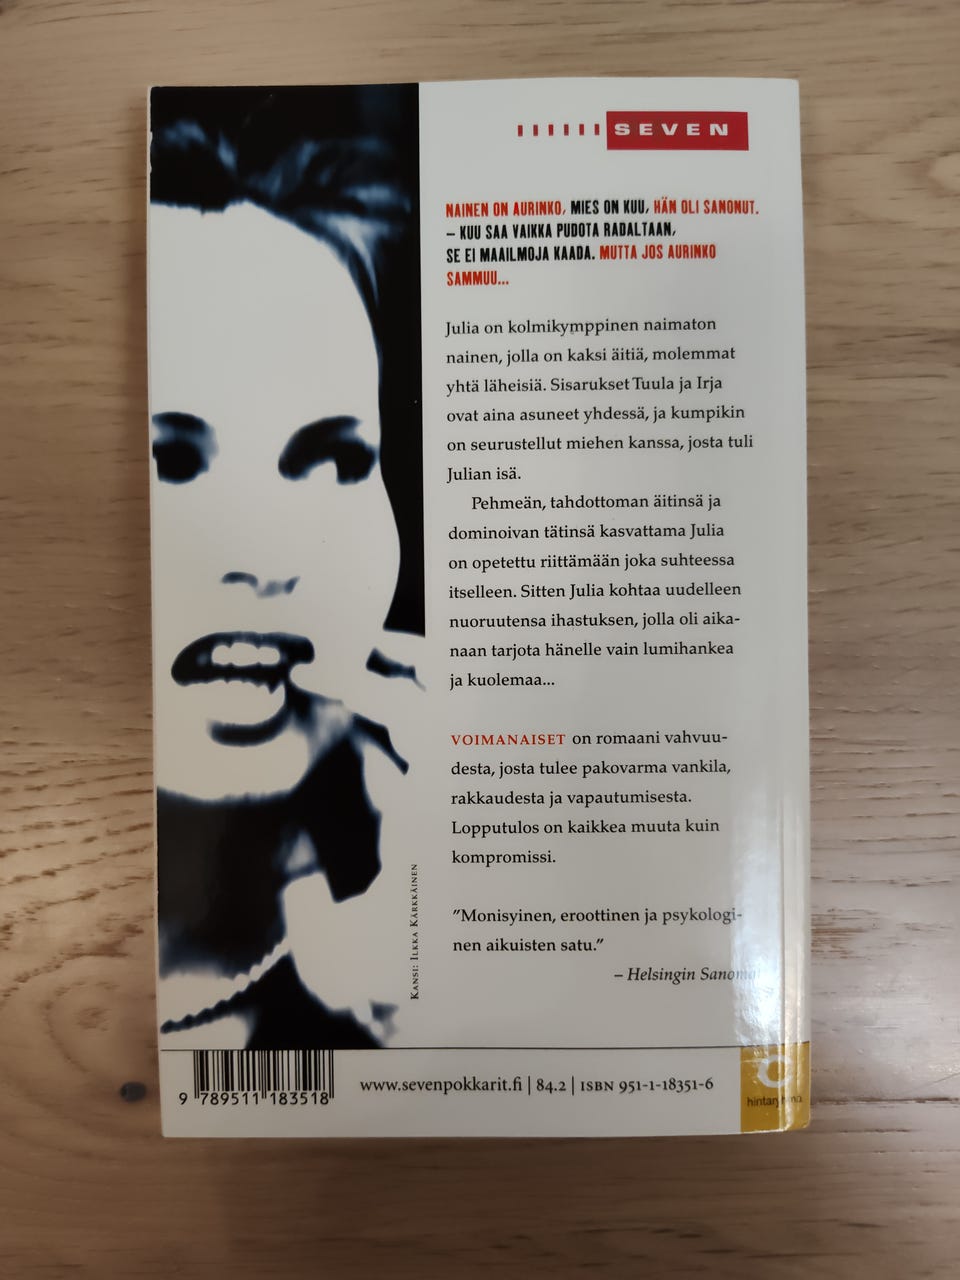 SEVEN
NAINEN ON AURINKO, MIES ON KUU, HÄN OLI SANONUT.
– KUU SAA VAIKKA PUDOTA RADALTAAN,
SE EI MAAILMOJA KAADA. MUTTA JOS AURINKO
SAMMUU...
Julia on kolmikymppinen naimaton
nainen, jolla on kaksi äitiä, molemmat
yhtä läheisiä. Sisarukset Tuula ja Irja
ovat aina asuneet yhdessä, ja kumpikin
on seurustellut miehen kanssa, josta tuli
Julian isä.
Pehmeän, tahdottoman äitinsä ja
dominoivan tätinsä kasvattama Julia
on opetettu riittämään joka suhteessa
itselleen. Sitten Julia kohtaa uudelleen
nuoruutensa ihastuksen, jolla oli aika-
naan tarjota hänelle vain lumihankea
ja kuolemaa...
VOIMANAISET on romaani vahvuu-
desta, josta tulee pakovarma vankila,
rakkaudesta ja vapautumisesta.
Lopputulos on kaikkea muuta kuin
kompromissi.
"Monisyinen, eroottinen ja psykologi-
nen aikuisten satu."
– Helsingin Sanomat
KANSI: ILKKA KÄRKKÄINEN
9 789511 183518
www.sevenpokkarit.fi | 84.2 | ISBN 951-1-18351-6
hintaryhmä